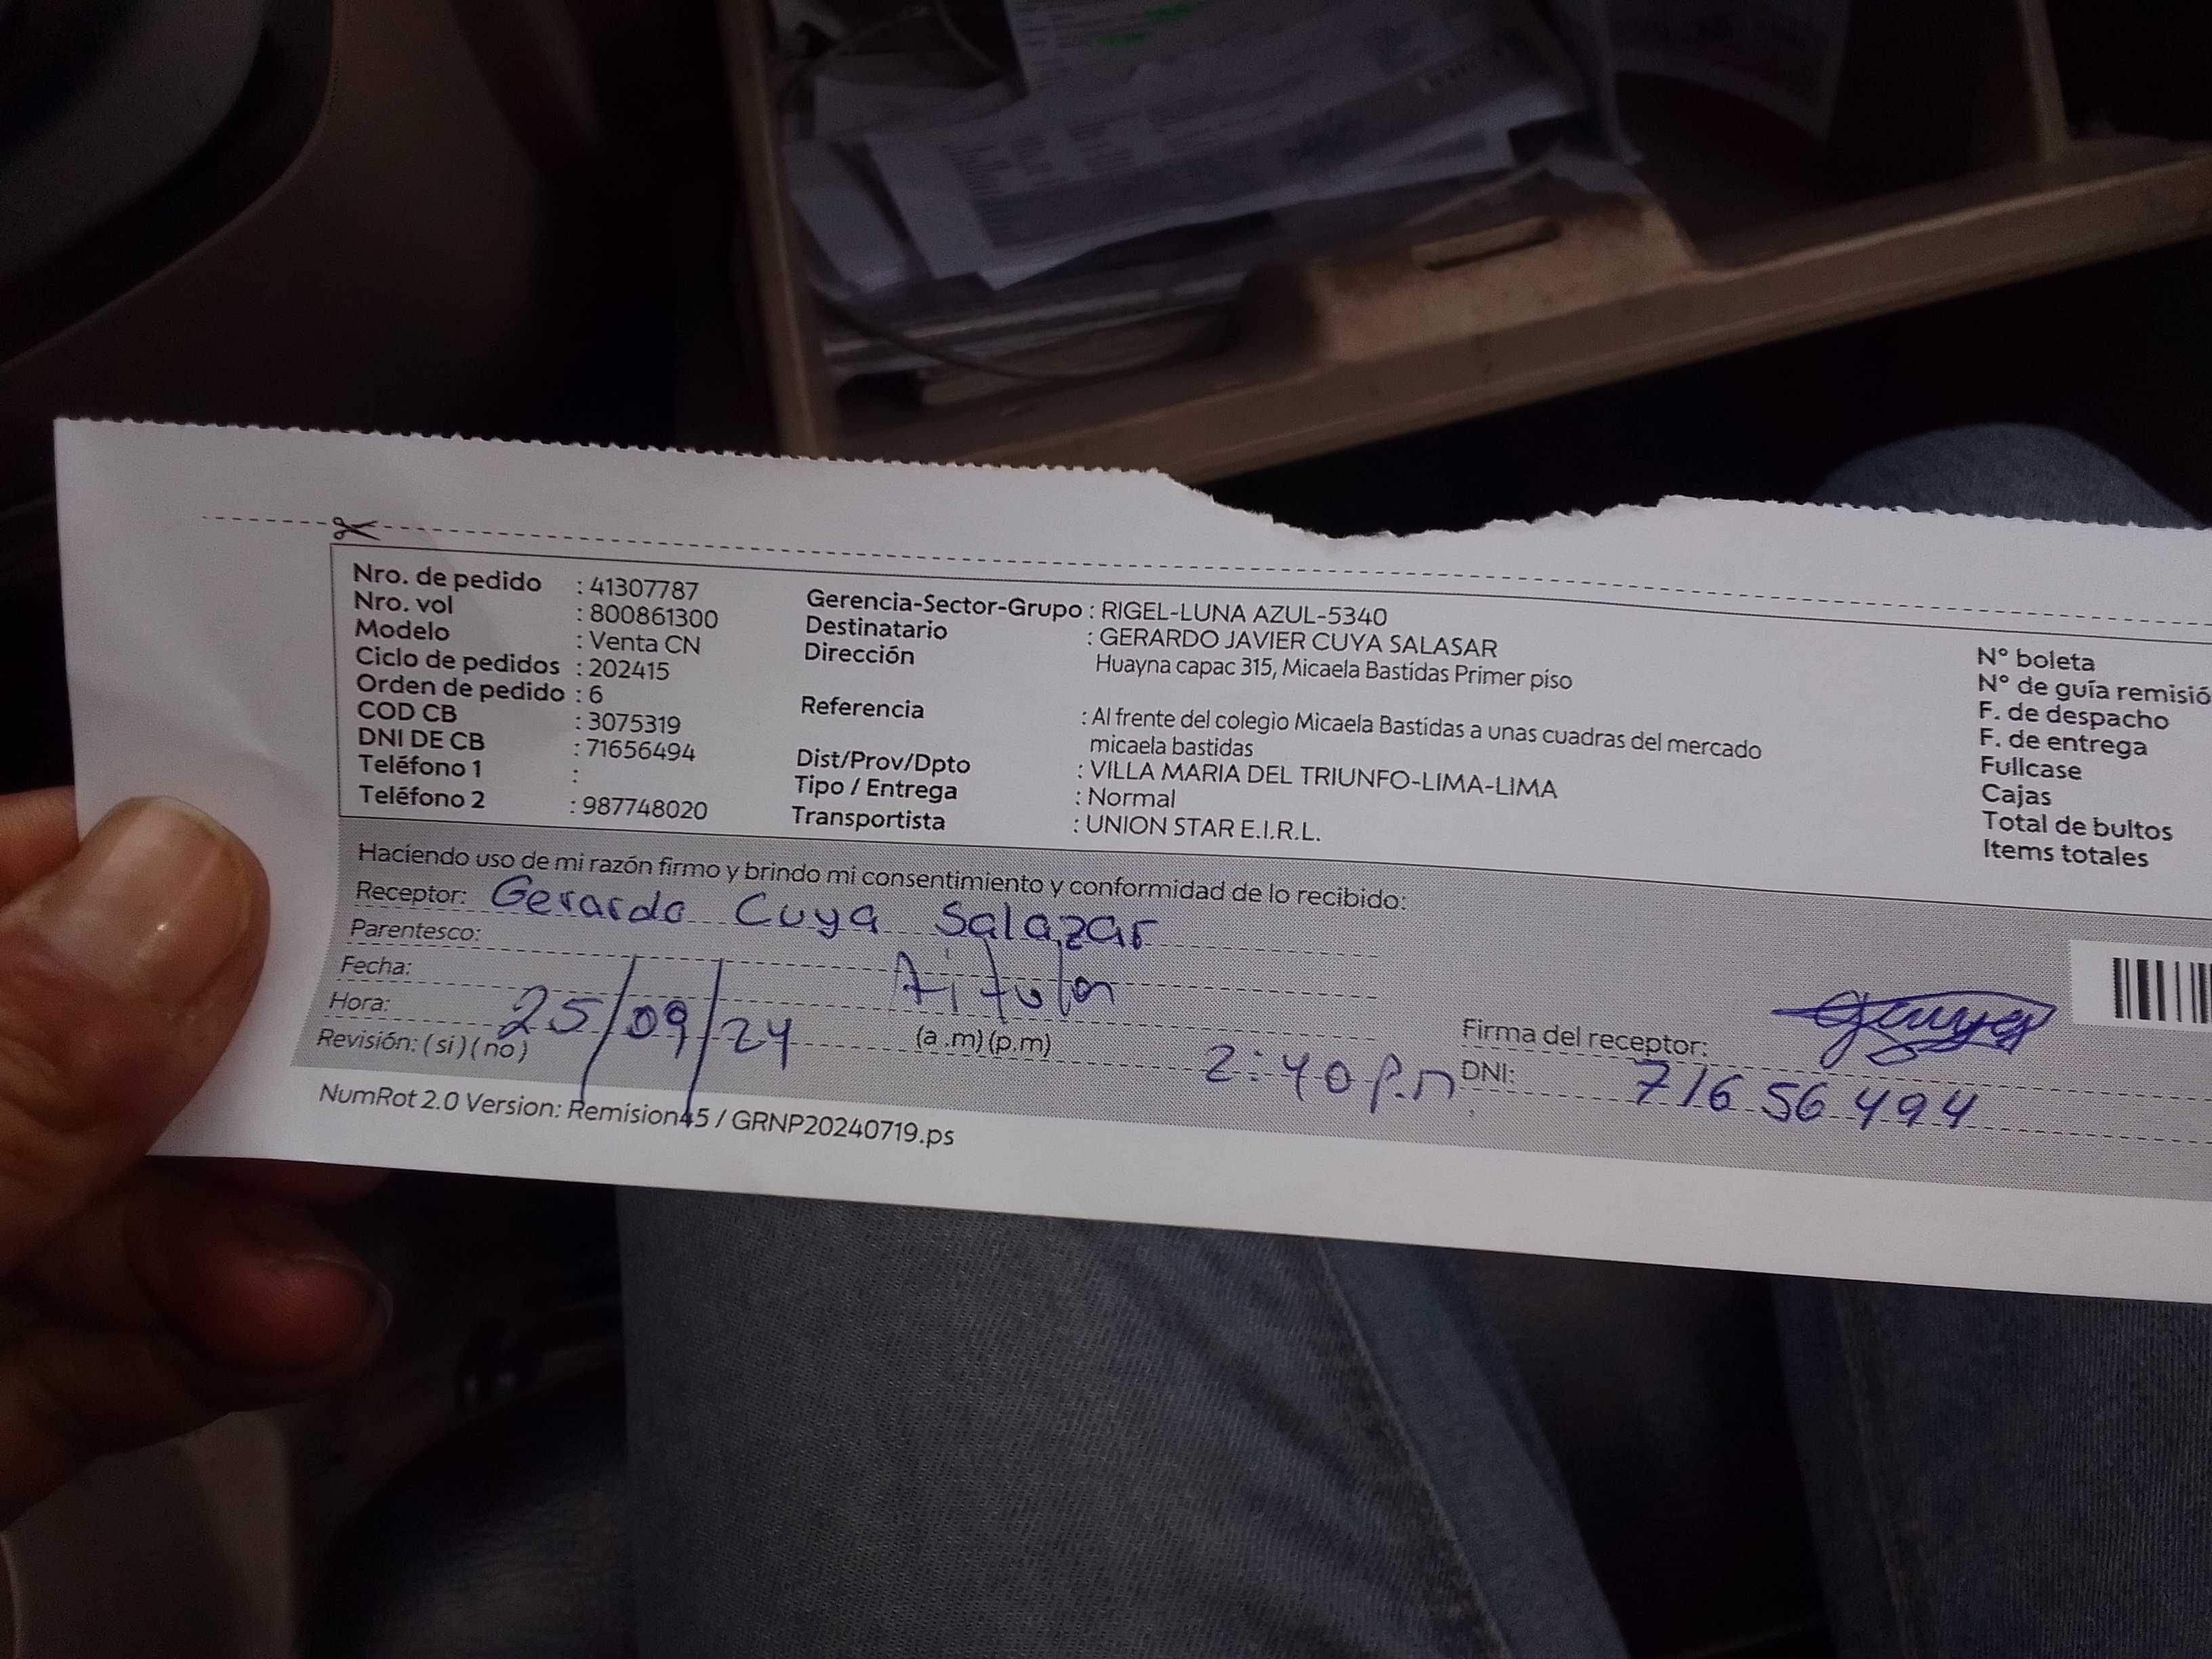 Nro. de pedido : 41307787
Nro. vol : 800861300
Modelo : Venta CN
Ciclo de pedidos : 202415
Orden de pedido : 6
COD CB : 3075319
DNI DE CB : 71656494
Teléfono 1 :
Teléfono 2 : 987748020
Gerencia-Sector-Grupo : RIGEL-LUNA AZUL-5340
Destinatario : GERARDO JAVIER CUYA SALASAR
Dirección Huayna capac 315, Micaela Bastidas Primer piso
Referencia : Al frente del colegio Micaela Bastidas a unas cuadras del mercado
micaela bastidas
Dist/Prov/Dpto : VILLA MARIA DEL TRIUNFO-LIMA-LIMA
Tipo / Entrega : Normal
Transportista : UNION STAR E.I.R.L.
N° boleta
N° de guía remisió
F. de despacho
F. de entrega
Fullcase
Cajas
Total de bultos
Items totales
Haciendo uso de mi razón firmo y brindo mi consentimiento y conformidad de lo recibido:
Receptor: Gerardo Cuya Salazar
Parentesco: Titular
Fecha: 25/09/24
Hora: (a.m)(p.m) 2:40 p.m
Revisión: (si)(no)
Firma del receptor:
DNI: 71656494
NumRot 2.0 Version: Remision45 / GRNP20240719.ps